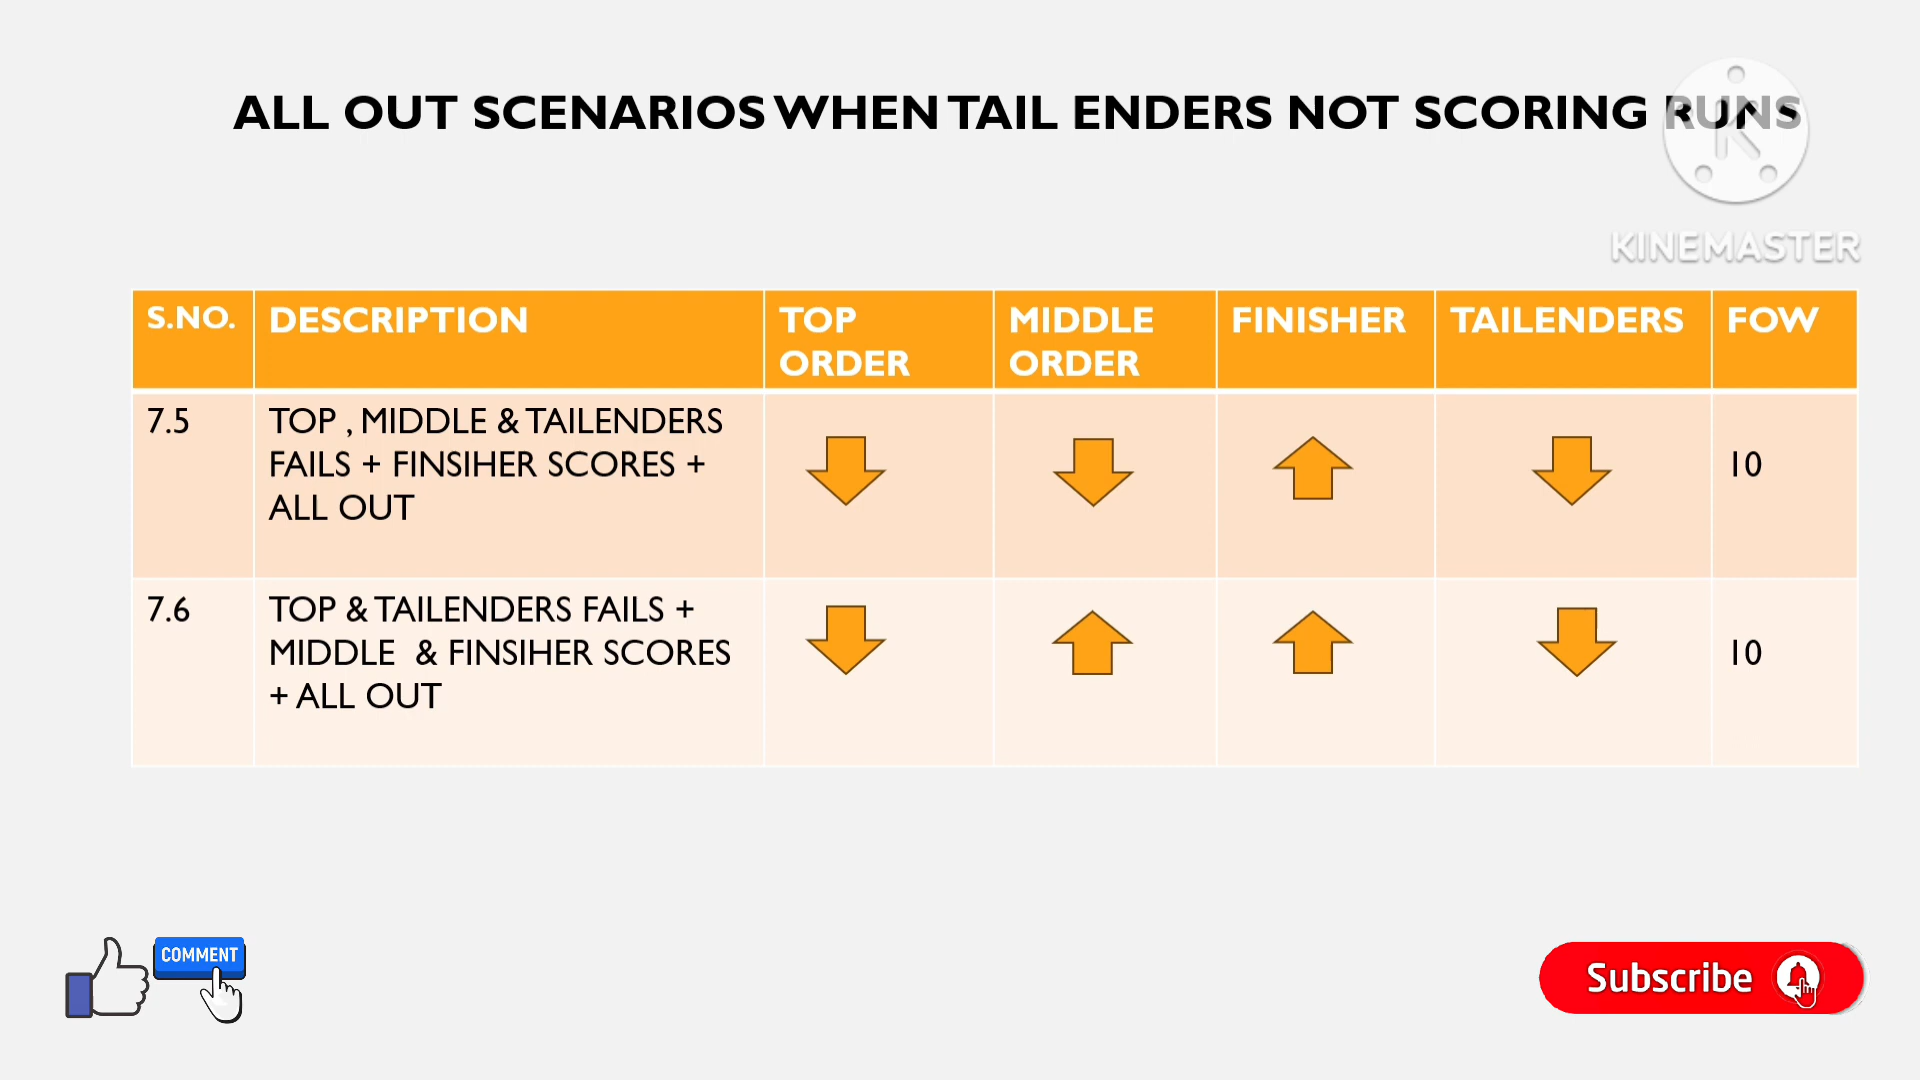 ALL OUT SCENARIOS WHEN TAIL ENDERS NOT SCORING RUNS
KINEMASTER
S.NO. DESCRIPTION TOP ORDER MIDDLE ORDER FINISHER TAILENDERS FOW
7.5 TOP , MIDDLE & TAILENDERS
FAILS + FINSIHER SCORES +
ALL OUT
10
7.6 TOP & TAILENDERS FAILS +
MIDDLE & FINSIHER SCORES
+ ALL OUT
10
COMMENT
Subscribe